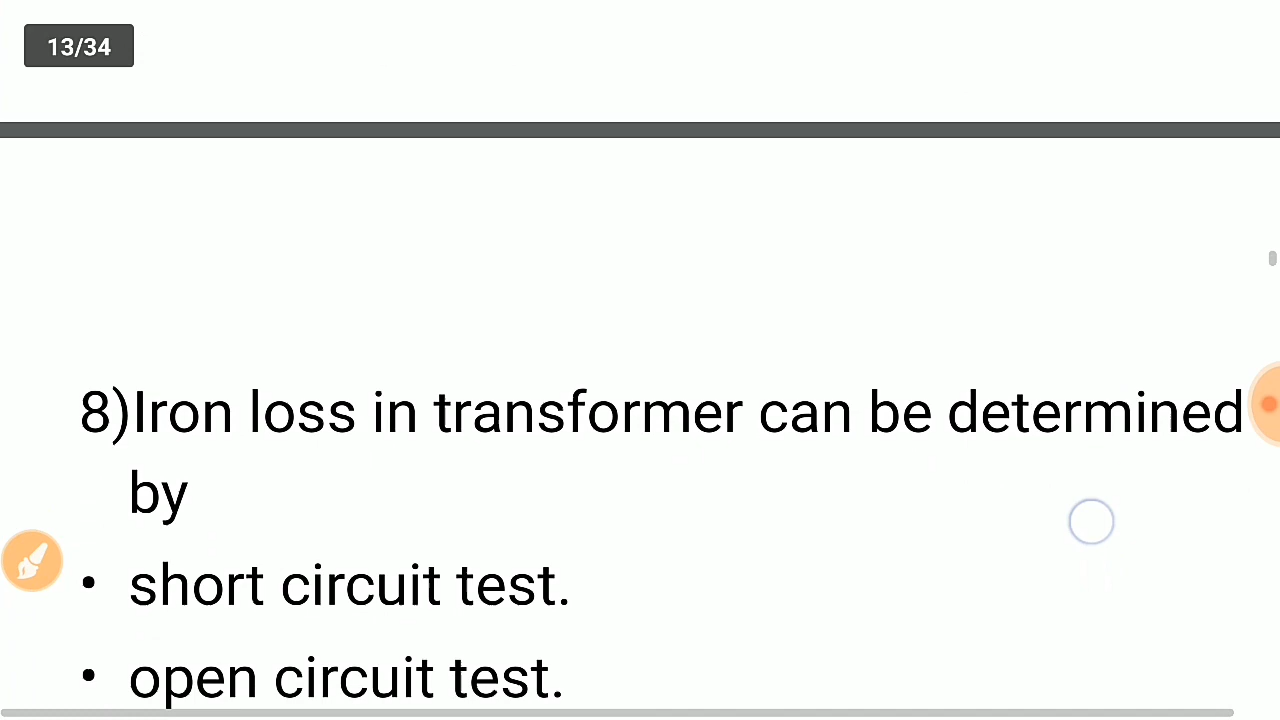 13/34
8)Iron loss in transformer can be determined
by
• short circuit test.
• open circuit test.